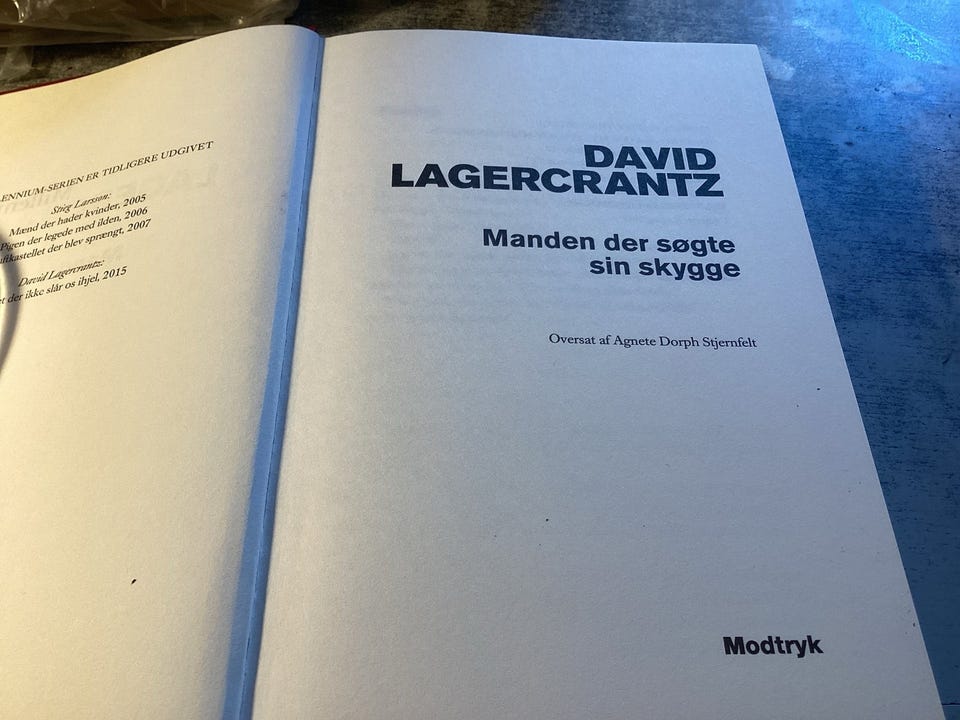 ENNIUM-SERIEN ER TIDLIGERE UDGIVET
Stieg Larsson:
Mænd der hader kvinder, 2005
Pigen der legede med ilden, 2006
ftkastellet der blev sprængt, 2007
David Lagercrantz:
et der ikke slår os ihjel, 2015
DAVID
LAGERCRANTZ
Manden der søgte
sin skygge
Oversat af Agnete Dorph Stjernfelt
Modtryk